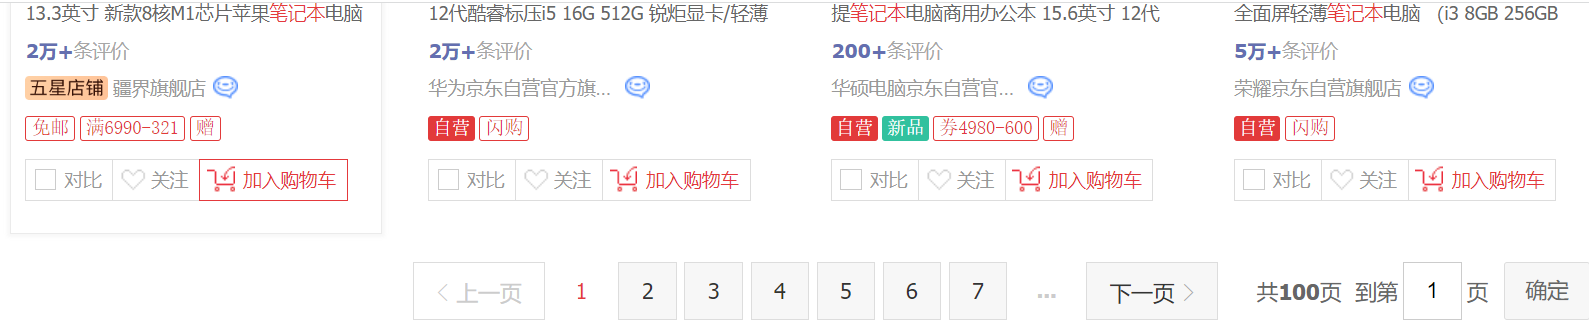 13.3英寸 新款8核M1芯片苹果笔记本电脑
2万+条评价
五星店铺 疆界旗舰店
免邮 满6990-321 赠
对比 关注 加入购物车
12代酷睿标压i5 16G 512G 锐炬显卡/轻薄
2万+条评价
华为京东自营官方旗...
自营 闪购
对比 关注 加入购物车
提笔记本电脑商用办公本 15.6英寸 12代
200+条评价
华硕电脑京东自营官...
自营 新品 券4980-600 赠
对比 关注 加入购物车
全面屏轻薄笔记本电脑 （i3 8GB 256GB
5万+条评价
荣耀京东自营旗舰店
自营 闪购
对比 关注 加入购物车
< 上一页 1 2 3 4 5 6 7 ... 下一页 > 共100页 到第 1 页 确定